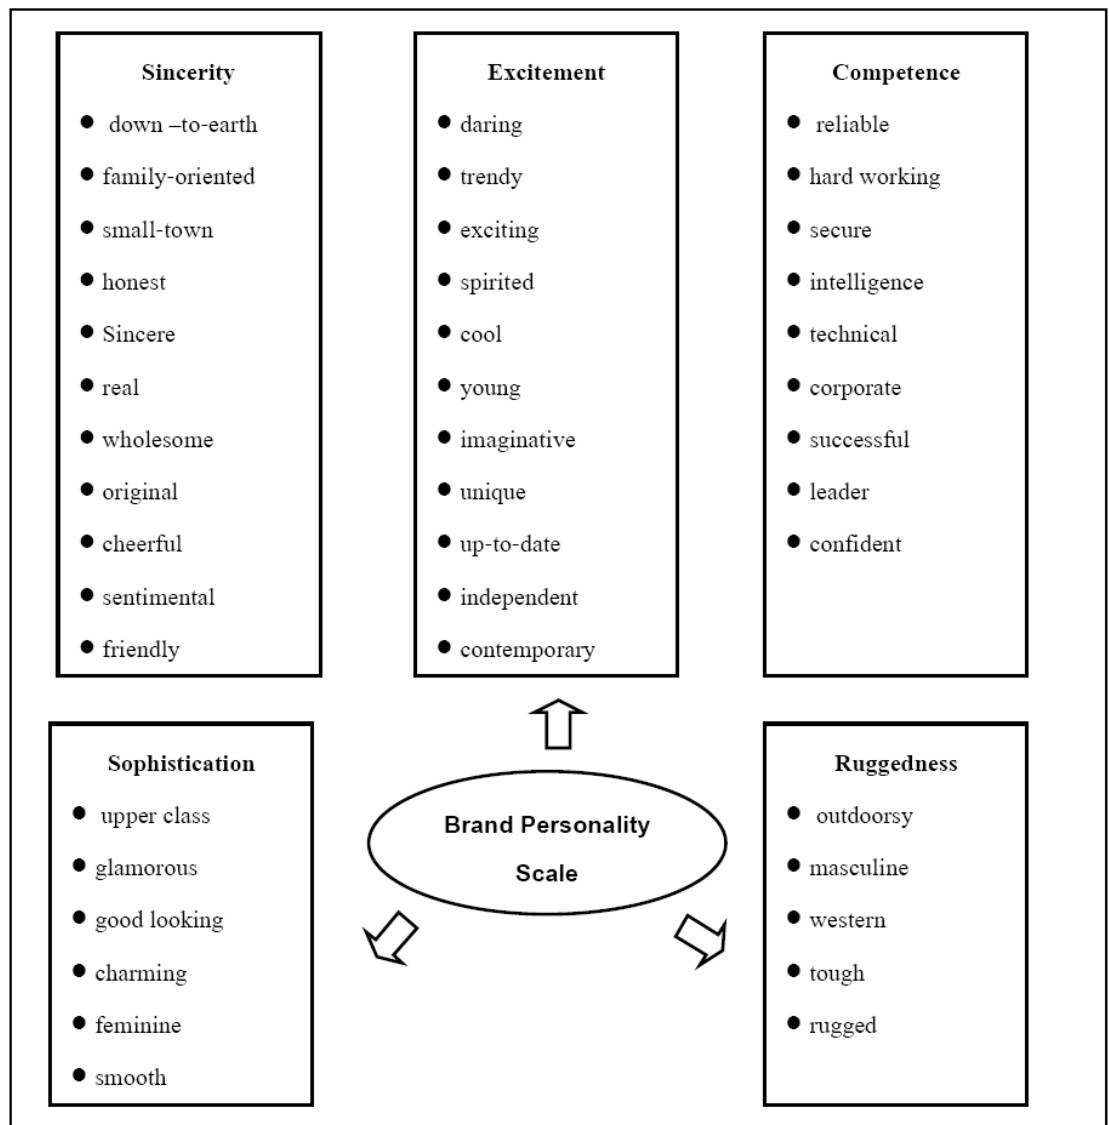 Sincerity
● down –to-earth
● family-oriented
● small-town
● honest
● Sincere
● real
● wholesome
● original
● cheerful
● sentimental
● friendly
Excitement
● daring
● trendy
● exciting
● spirited
● cool
● young
● imaginative
● unique
● up-to-date
● independent
● contemporary
Competence
● reliable
● hard working
● secure
● intelligence
● technical
● corporate
● successful
● leader
● confident
Sophistication
● upper class
● glamorous
● good looking
● charming
● feminine
● smooth
Brand Personality
Scale
Ruggedness
● outdoorsy
● masculine
● western
● tough
● rugged